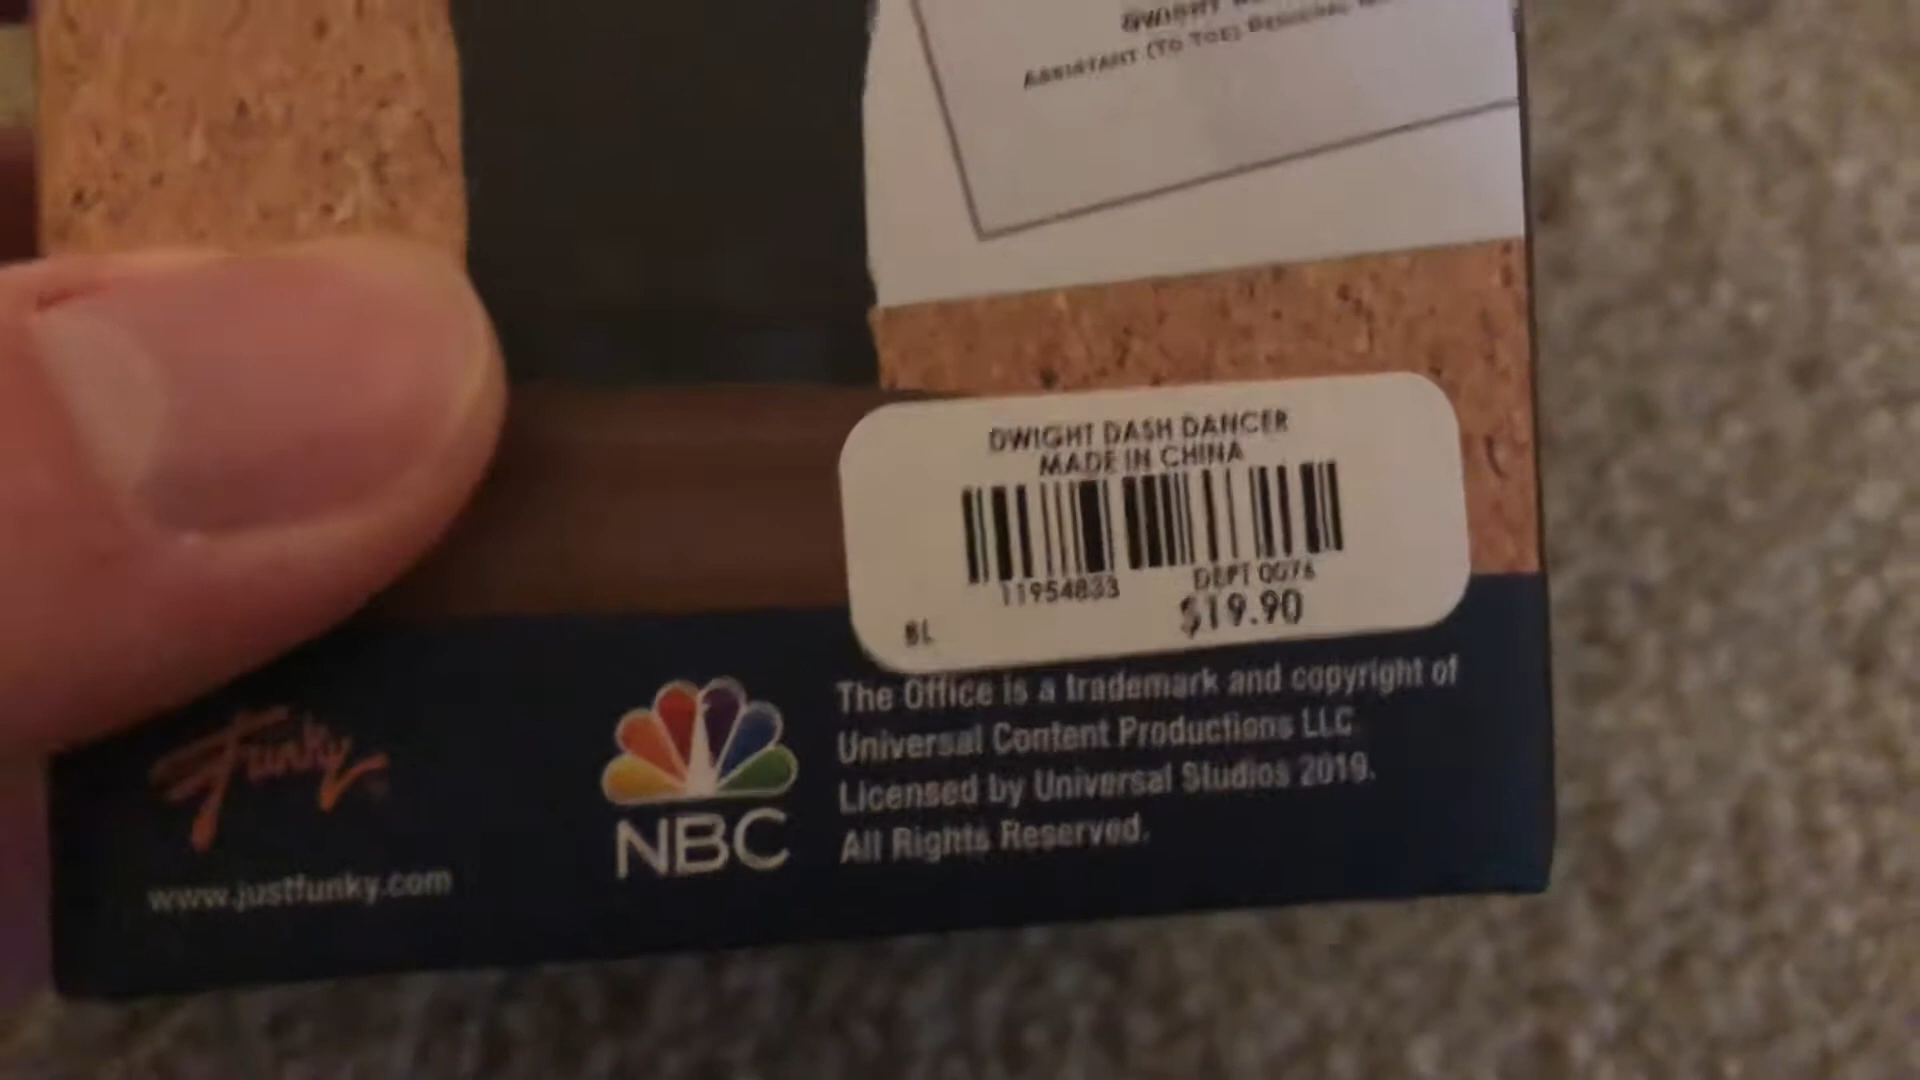 DWIGHT
ASSISTANT (TO THE) REGIONAL
DWIGHT DASH DANCER
MADE IN CHINA
11954833
DEPT 0076
$19.90
BL
Funky
www.justfunky.com
NBC
The Office is a trademark and copyright of
Universal Content Productions LLC.
Licensed by Universal Studios 2019.
All Rights Reserved.